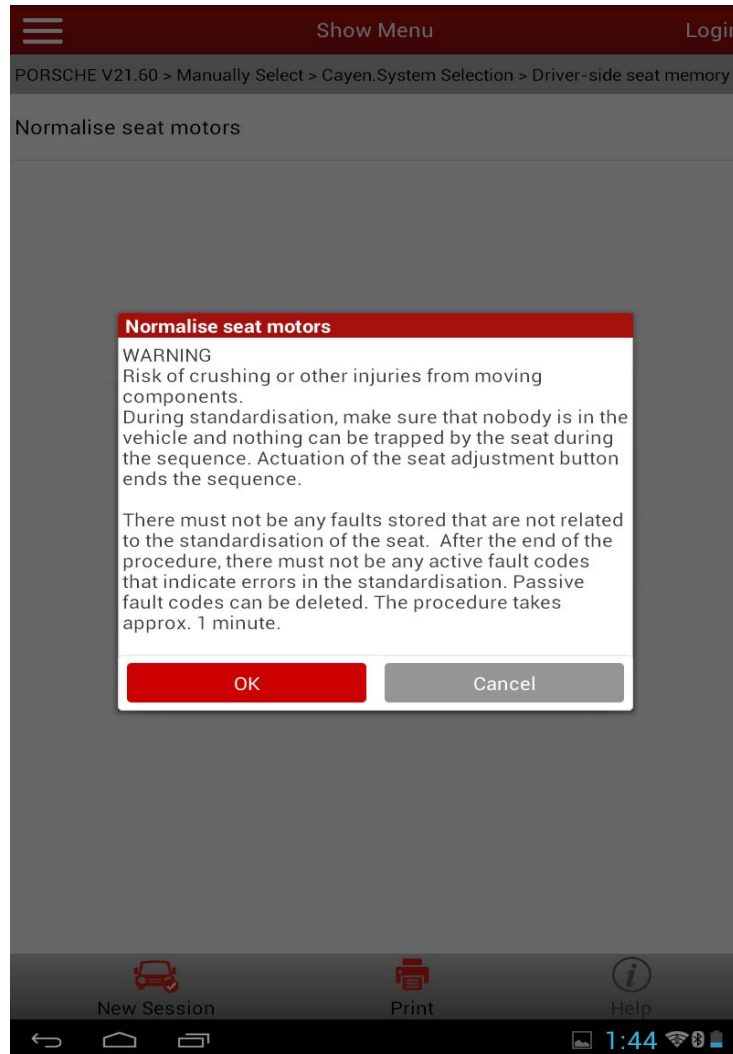 Show Menu
Login
PORSCHE V21.60 > Manually Select > Cayen.System Selection > Driver-side seat memory
Normalise seat motors
Normalise seat motors
WARNING
Risk of crushing or other injuries from moving
components.
During standardisation, make sure that nobody is in the
vehicle and nothing can be trapped by the seat during
the sequence. Actuation of the seat adjustment button
ends the sequence.
There must not be any faults stored that are not related
to the standardisation of the seat.  After the end of the
procedure, there must not be any active fault codes
that indicate errors in the standardisation. Passive
fault codes can be deleted. The procedure takes
approx. 1 minute.
OK
Cancel
New Session
Print
Help
1:44